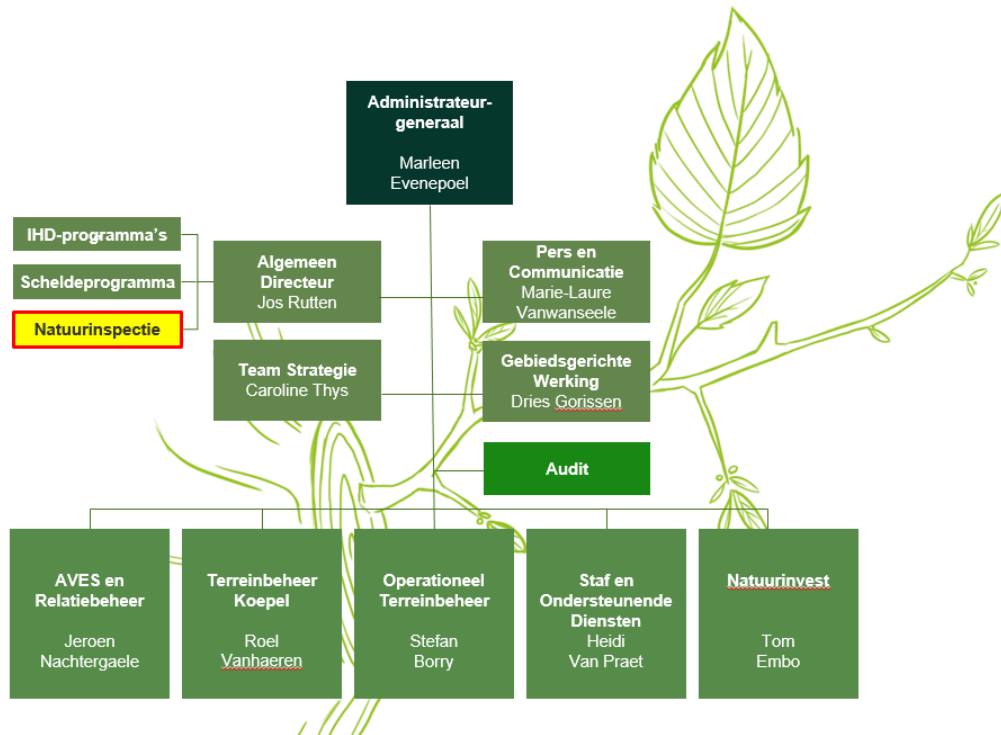 Administrateur-
generaal
Marleen
Evenepoel
IHD-programma's
Scheldeprogramma
Natuurinspectie
Algemeen
Directeur
Jos Rutten
Pers en
Communicatie
Marie-Laure
Vanwanseele
Team Strategie
Caroline Thys
Gebiedsgerichte
Werking
Dries Gorissen
Audit
AVES en
Relatiebeheer
Jeroen
Nachtergaele
Terreinbeheer
Koepel
Roel
Vanhaeren
Operationeel
Terreinbeheer
Stefan
Borry
Staf en
Ondersteunende
Diensten
Heidi
Van Praet
Natuurinvest
Tom
Embo